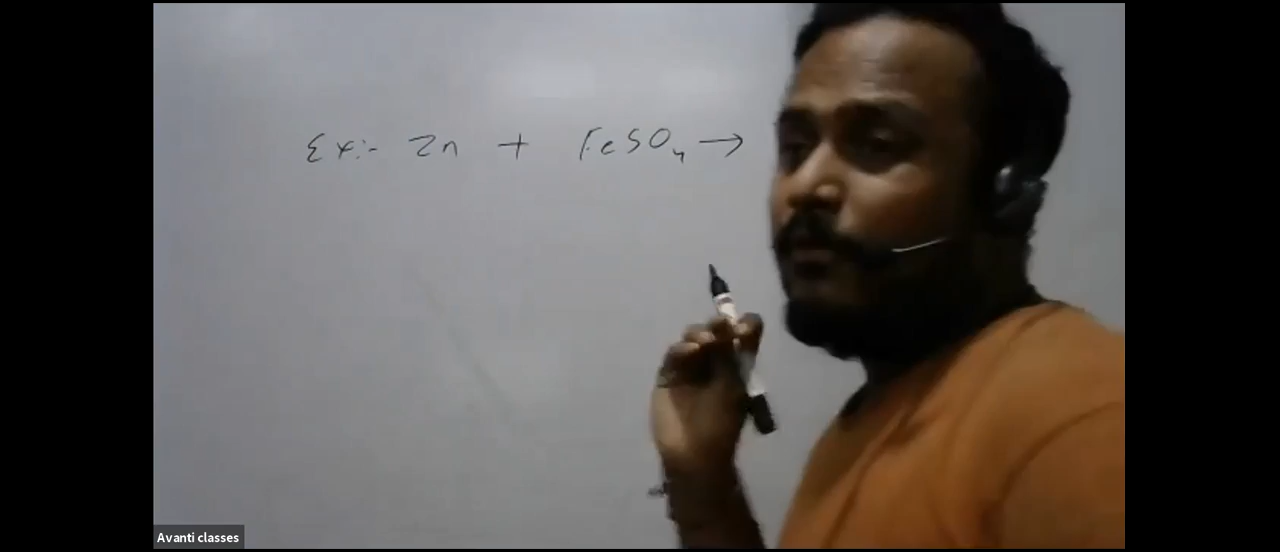 Ex:- Zn + FeSO₄ →
Avanti classes